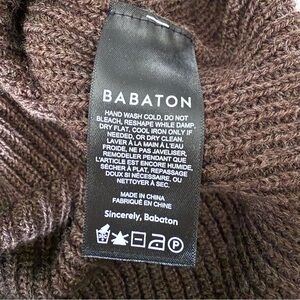 BABATON
HAND WASH COLD, DO NOT
BLEACH, RESHAPE WHILE DAMP,
DRY FLAT, COOL IRON ONLY IF
NEEDED, OR DRY CLEAN
LAVER À LA MAIN À L'EAU
FROIDE, NE PAS JAVELISER,
REMODELER PENDANT QUE
L'ARTICLE EST ENCORE HUMIDE,
SÉCHER À PLAT, REPASSAGE
DOUX SI NÉCESSAIRE, OU
NETTOYER À SEC.
MADE IN CHINA
FABRIQUÉ EN CHINE
Sincerely, Babaton
P